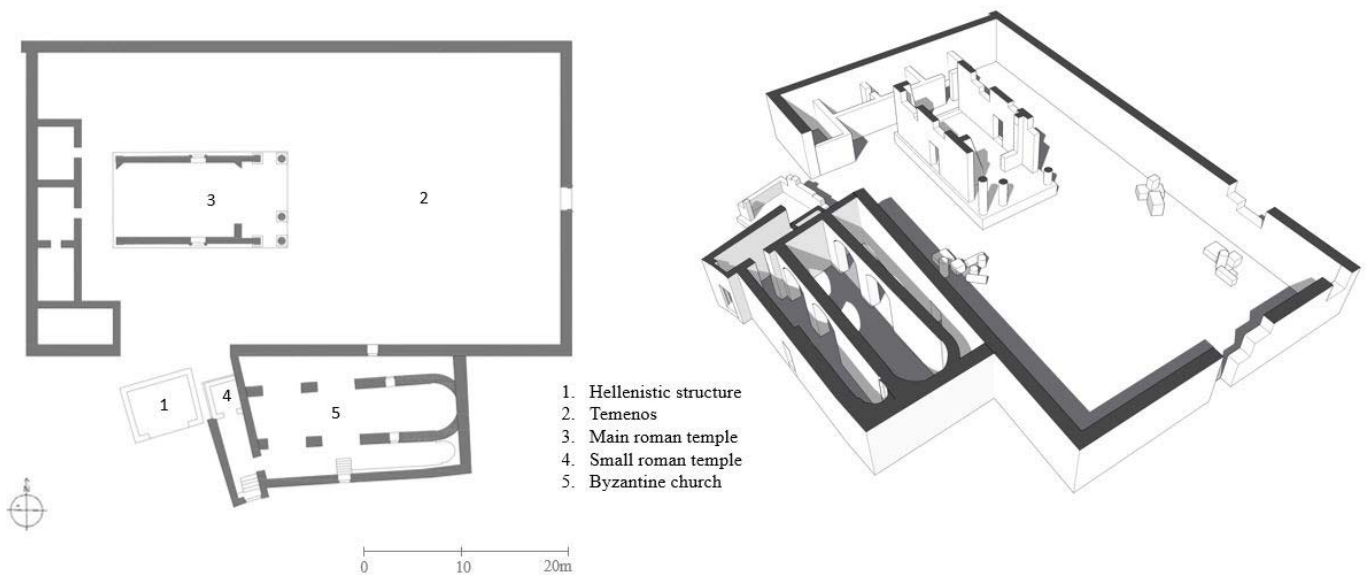 3
2
1
4
5
1. Hellenistic structure
2. Temenos
3. Main roman temple
4. Small roman temple
5. Byzantine church
N
0 10 20m